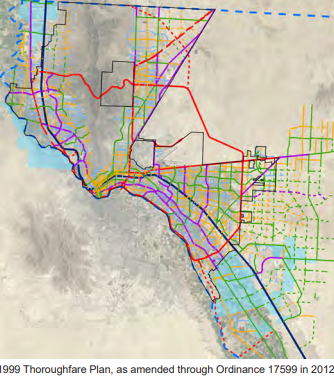 1999 Thoroughfare Plan, as amended through Ordinance 17599 in 2012